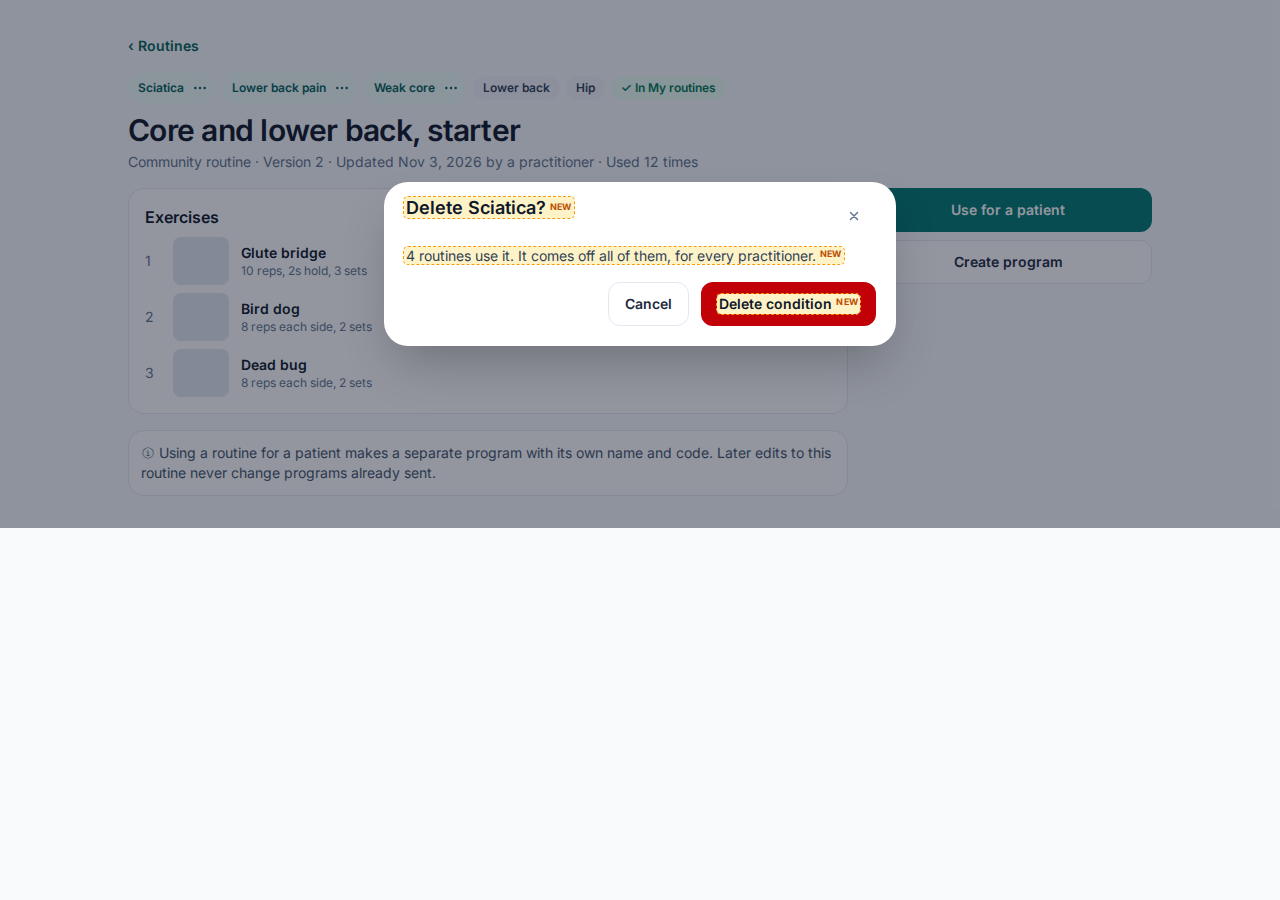 ‹ Routines
Sciatica ··· Lower back pain ··· Weak core ··· Lower back Hip ✓ In My routines
Core and lower back, starter
Community routine · Version 2 · Updated Nov 3, 2026 by a practitioner · Used 12 times
Delete Sciatica? NEW
×
4 routines use it. It comes off all of them, for every practitioner. NEW
Cancel
Delete condition NEW
Exercises
1
Glute bridge
10 reps, 2s hold, 3 sets
2
Bird dog
8 reps each side, 2 sets
3
Dead bug
8 reps each side, 2 sets
Use for a patient
Create program
ⓘ Using a routine for a patient makes a separate program with its own name and code. Later edits to this
routine never change programs already sent.